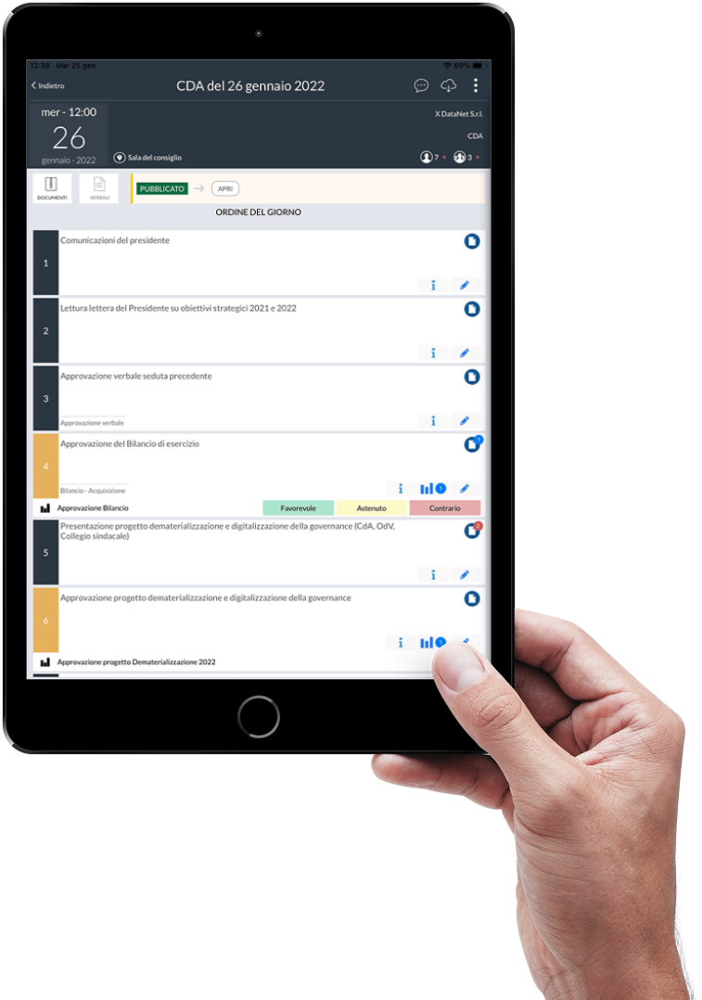 12:38 Mar 25 gen 69%
Indietro
CDA del 26 gennaio 2022
mer - 12:00
26
gennaio - 2022
Sala del consiglio
X DataNet S.r.l.
CDA
7 3
DOCUMENTI
VERBALI
PUBBLICATO
APRI
ORDINE DEL GIORNO
1
Comunicazioni del presidente
i
2
Lettura lettera del Presidente su obiettivi strategici 2021 e 2022
i
3
Approvazione verbale seduta precedente
Approvazione verbale
i
4
Approvazione del Bilancio di esercizio
1
Bilancio - Acquisizione
i 1
Approvazione Bilancio
Favorevole
Astenuto
Contrario
5
Presentazione progetto dematerializzazione e digitalizzazione della governance (CdA, OdV,
Collegio sindacale)
2
i
6
Approvazione progetto dematerializzazione e digitalizzazione della governance
i 1
Approvazione progetto Dematerializzazione 2022